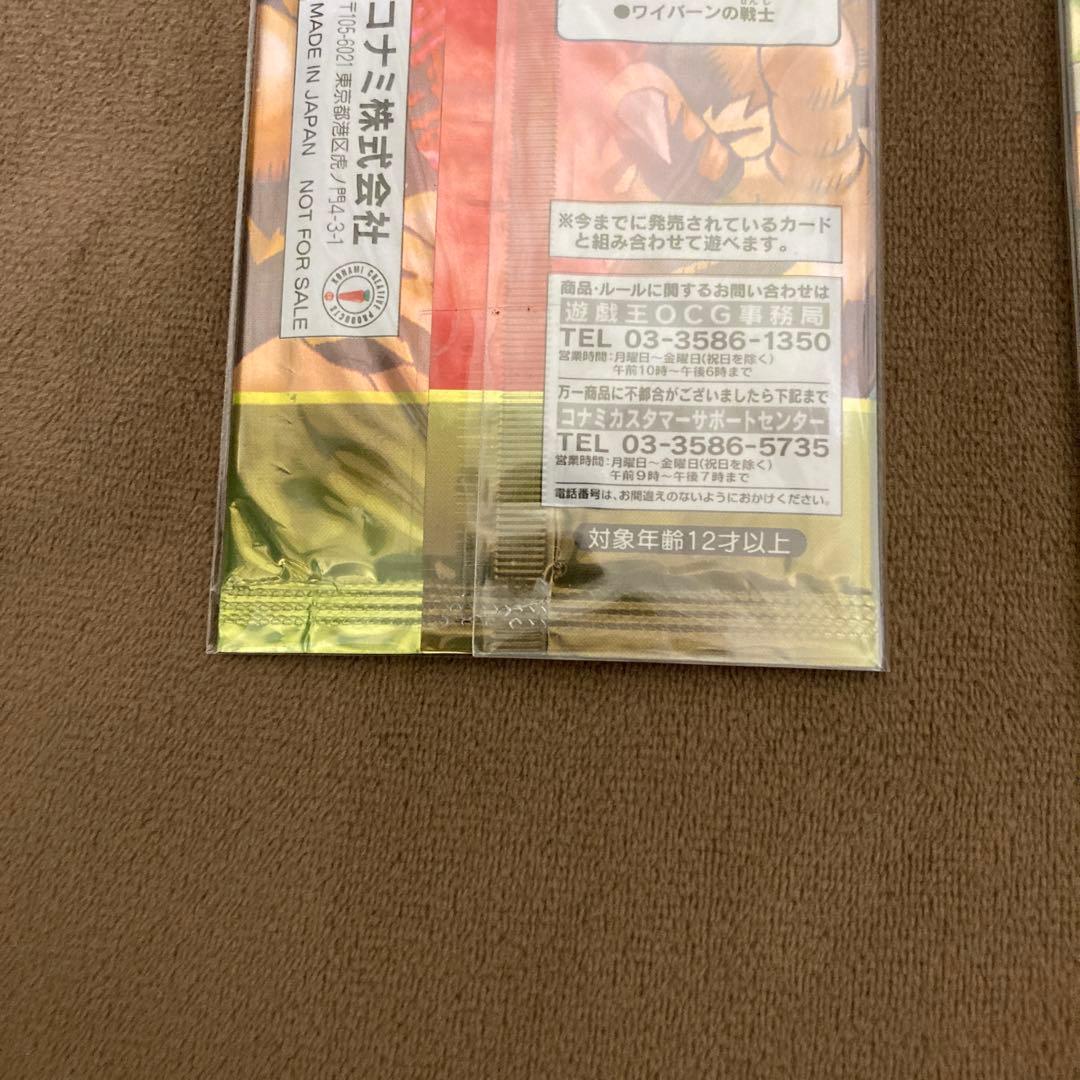 ●ワイバーンの戦士
せんし
コナミ株式会社
〒105-6021 東京都港区虎ノ門4-3-1
MADE IN JAPAN NOT FOR SALE
KONAMI CREATIVE PRODUCTS
※今までに発売されているカード
と組み合わせて遊べます。
商品・ルールに関するお問い合わせは
遊戯王OCG事務局
TEL 03-3586-1350
営業時間：月曜日～金曜日(祝日を除く)
午前10時～午後6時まで
万一商品に不都合がございましたら下記まで
コナミカスタマーサポートセンター
TEL 03-3586-5735
営業時間：月曜日～金曜日(祝日を除く)
午前9時～午後7時まで
電話番号は、お間違えのないようにおかけください。
対象年齢12才以上